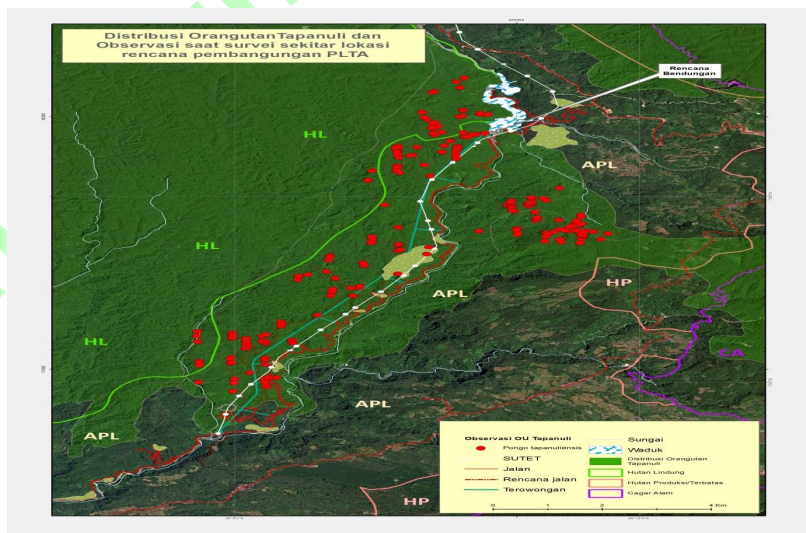 Distribusi OrangutanTapanuli dan
Observasi saat survei sekitar lokasi
rencana pembangungan PLTA
Rencana
Bendungan
HL
APL
HL
HP
APL
HL
CA
APL
APL
HP
Observasi OU Tapanuli
Pongo tapanuliensis
SUTET
Jalan
Rencana jalan
Terowongan
Sungai
Waduk
Distribusi Orangutan
Tapanuli
Hutan Lindung
Hutan Produksi/Terbatas
Cagar Alam
0 1 2 4 Km